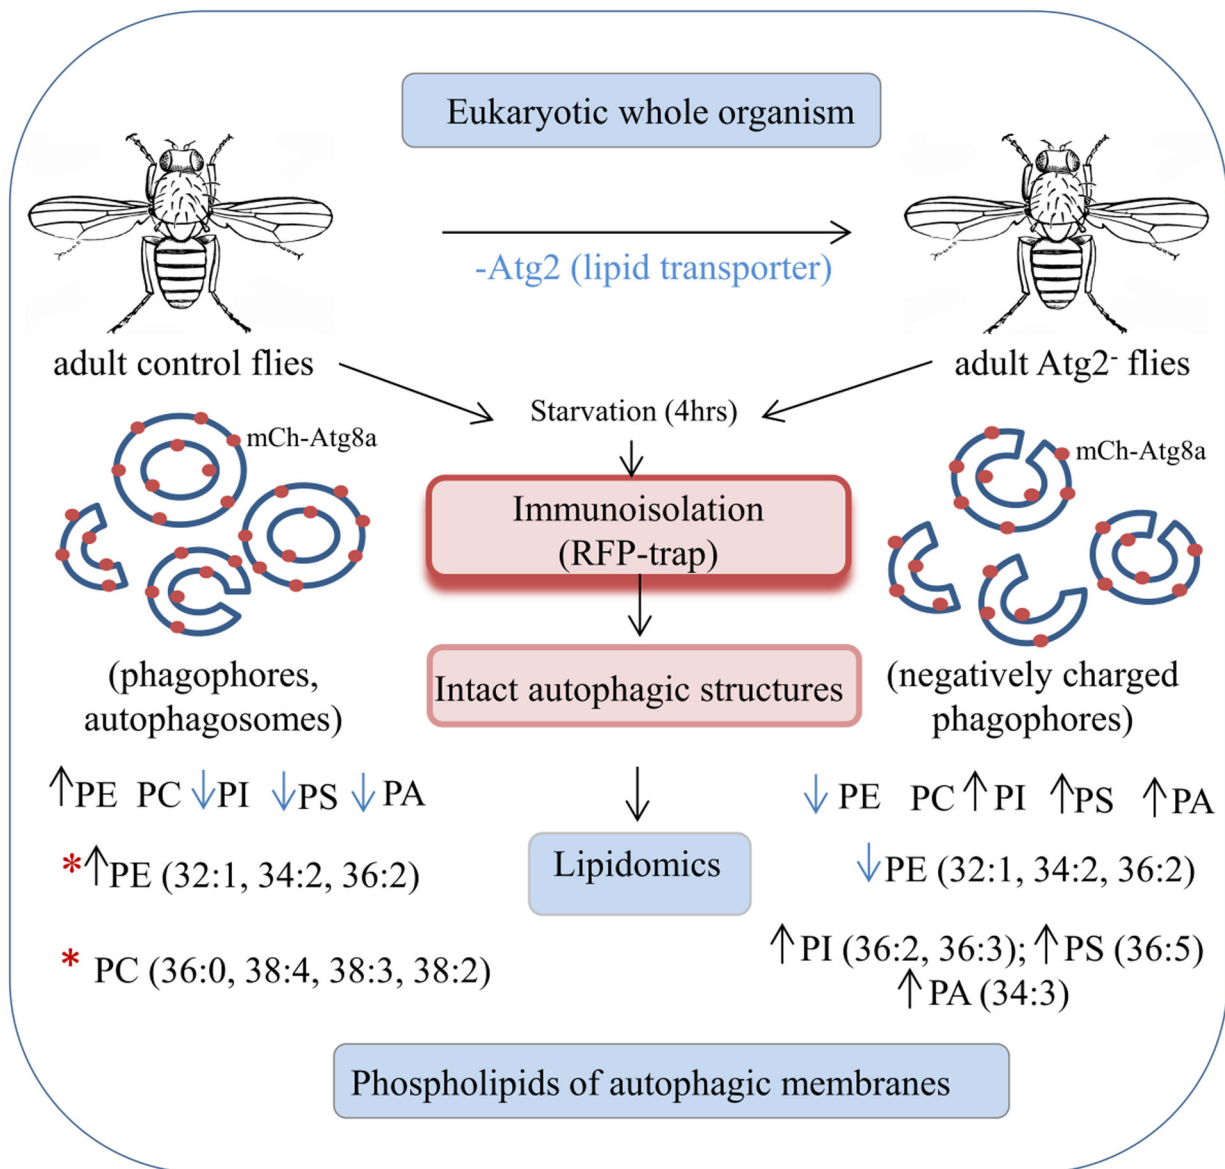 Eukaryotic whole organism
-Atg2 (lipid transporter)
adult control flies
adult Atg2⁻ flies
Starvation (4hrs)
mCh-Atg8a
mCh-Atg8a
Immunoisolation
(RFP-trap)
Intact autophagic structures
(phagophores,
autophagosomes)
(negatively charged
phagophores)
↑PE PC ↓PI ↓PS ↓PA
↓ PE PC ↑PI ↑PS ↑PA
Lipidomics
*↑PE (32:1, 34:2, 36:2)
↓PE (32:1, 34:2, 36:2)
* PC (36:0, 38:4, 38:3, 38:2)
↑PI (36:2, 36:3); ↑PS (36:5)
↑PA (34:3)
Phospholipids of autophagic membranes